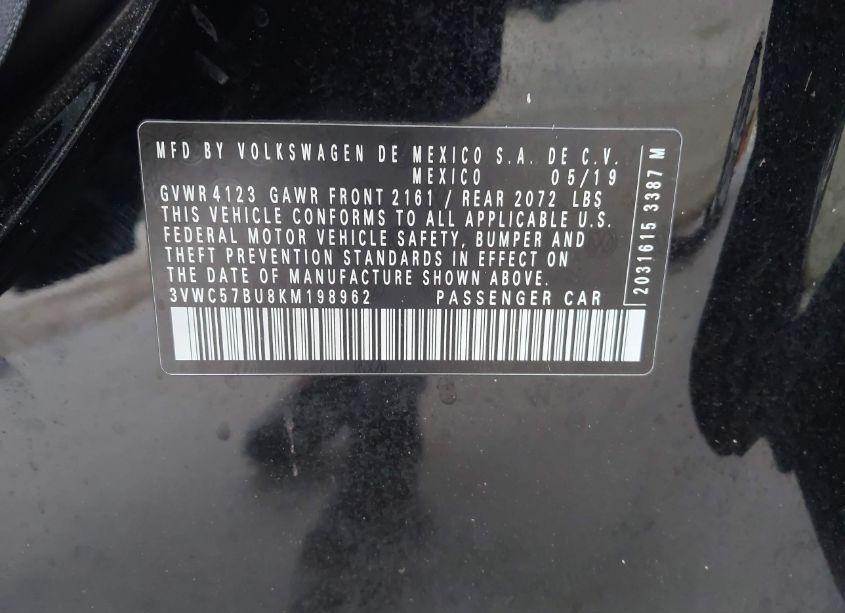 MFD BY VOLKSWAGEN DE MEXICO S.A. DE C.V.
MEXICO 05/19
GVWR 4123 GAWR FRONT 2161 / REAR 2072 LBS
THIS VEHICLE CONFORMS TO ALL APPLICABLE U.S.
FEDERAL MOTOR VEHICLE SAFETY, BUMPER AND
THEFT PREVENTION STANDARDS IN EFFECT ON
THE DATE OF MANUFACTURE SHOWN ABOVE.
3VWC57BU8KM198962 PASSENGER CAR
2031615 3387 M